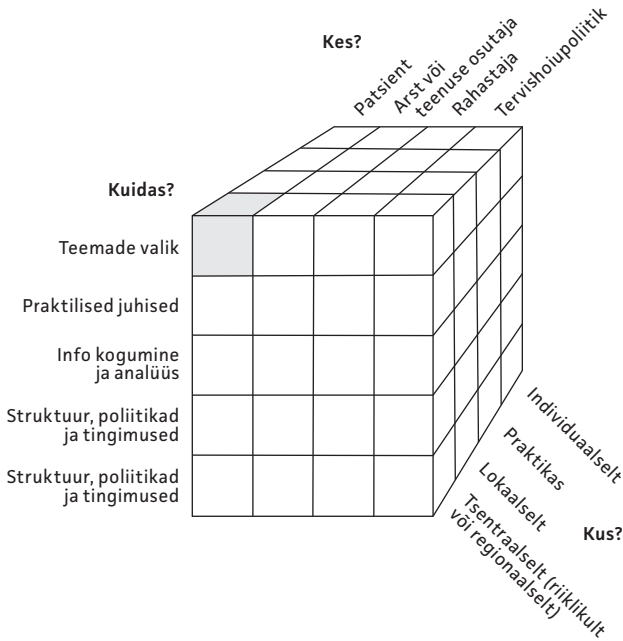 Kes?
Patsient
Arst või
teenuse osutaja
Rahastaja
Tervishoiupoliitik
Kuidas?
Teemade valik
Praktilised juhised
Info kogumine
ja analüüs
Struktuur, poliitikad
ja tingimused
Struktuur, poliitikad
ja tingimused
Individuaalselt
Praktikas
Lokaalselt
Tsentraalselt (riiklikult
või regionaalselt)
Kus?